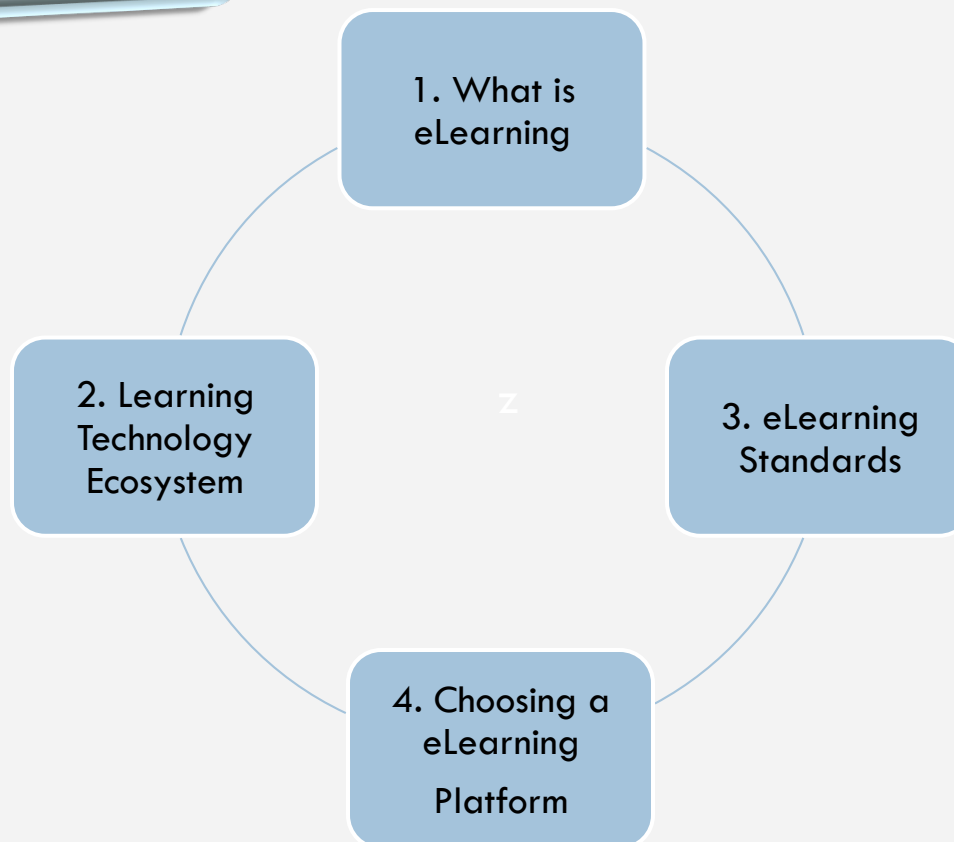 1. What is
eLearning
2. Learning
Technology
Ecosystem
z
3. eLearning
Standards
4. Choosing a
eLearning
Platform